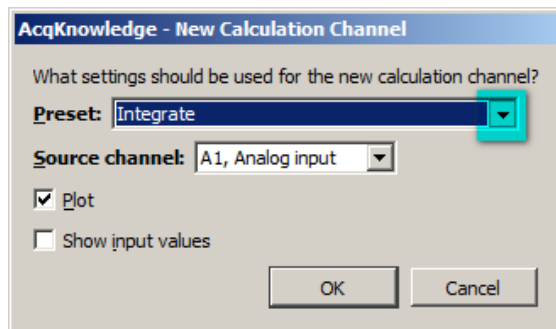 AcqKnowledge - New Calculation Channel
What settings should be used for the new calculation channel?
Preset: Integrate
Source channel: A1, Analog input
Plot
Show input values
OK Cancel